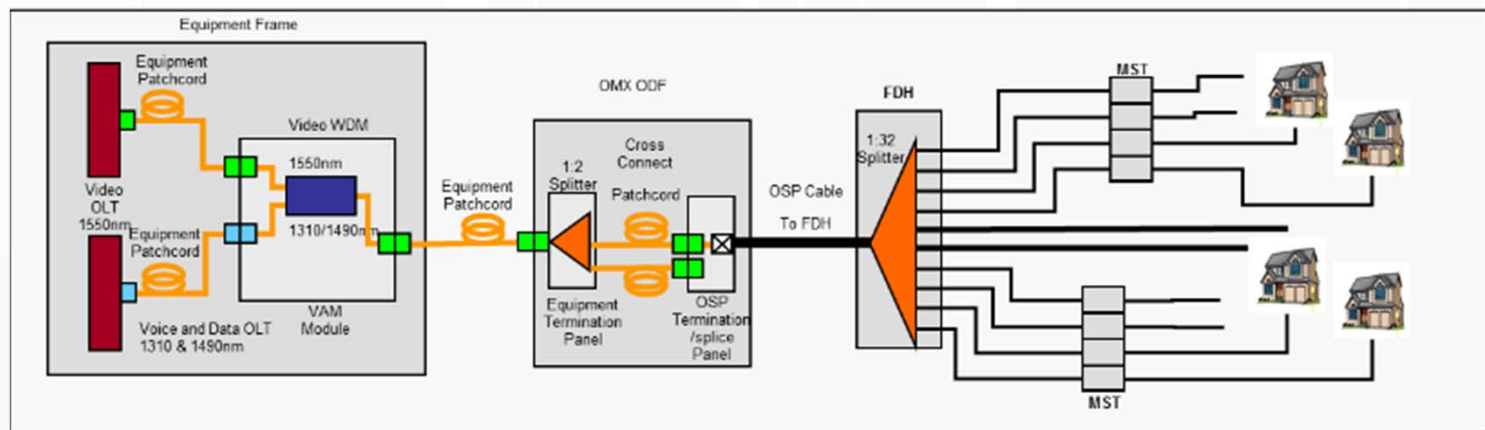 Equipment Frame
Equipment
Patchcord
Video WDM
1550nm
Video
OLT
1550nm
1310/1490nm
Equipment
Patchcord
Voice and Data OLT
1310 & 1490nm
VAM
Module
Equipment
Patchcord
OMX ODF
1:2
Splitter
Cross
Connect
Patchcord
Equipment
Termination
Panel
OSP
Termination
/splice
Panel
OSP Cable
To FDH
FDH
1:32
Splitter
MST
MST